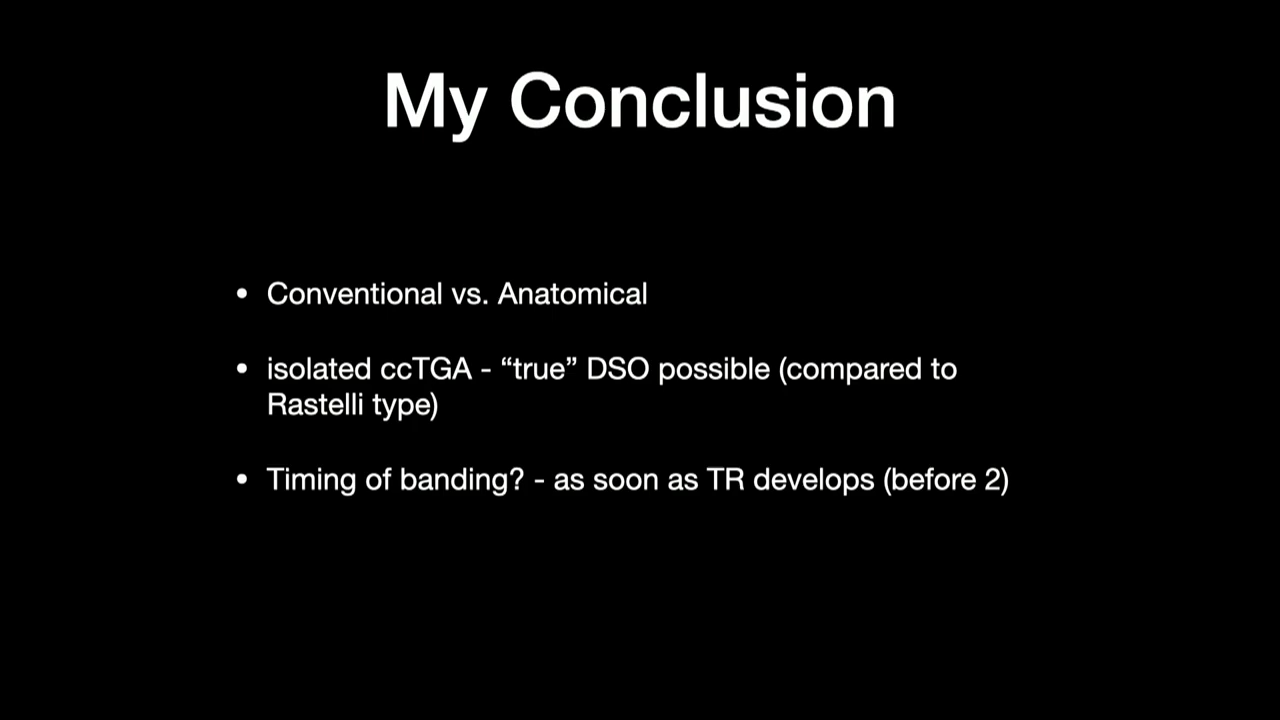 My Conclusion
• Conventional vs. Anatomical
• isolated ccTGA - “true” DSO possible (compared to
Rastelli type)
• Timing of banding? - as soon as TR develops (before 2)